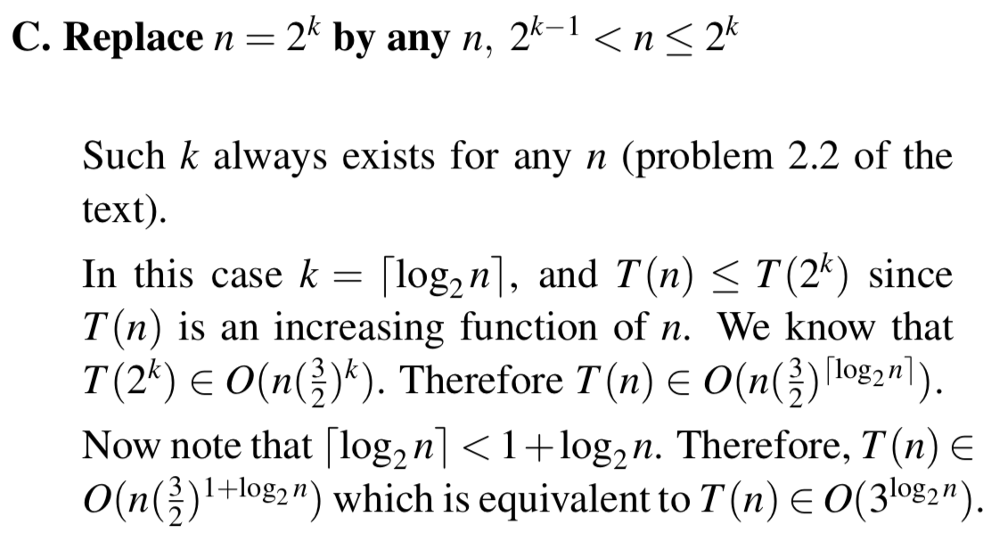 C. Replace n = 2^k by any n, 2^{k−1} < n ≤ 2^k
Such k always exists for any n (problem 2.2 of the
text).
In this case k = ⌈log₂ n⌉, and T(n) ≤ T(2^k) since
T(n) is an increasing function of n. We know that
T(2^k) ∈ O(n(3/2)^k). Therefore T(n) ∈ O(n(3/2)^{⌈log₂ n⌉}).
Now note that ⌈log₂ n⌉ < 1 + log₂ n. Therefore, T(n) ∈
O(n(3/2)^{1+log₂ n}) which is equivalent to T(n) ∈ O(3^{log₂ n}).